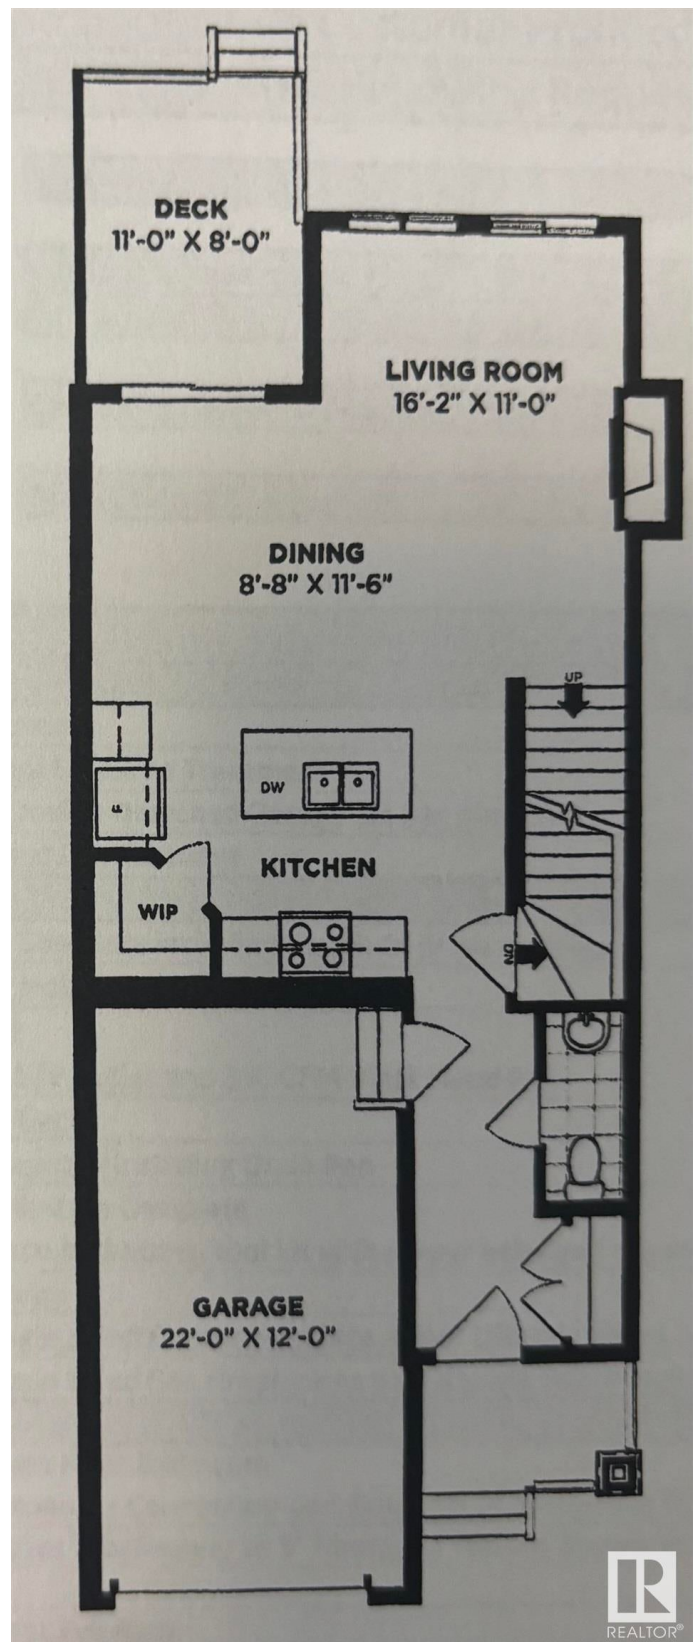 DECK
11'-0" X 8'-0"
LIVING ROOM
16'-2" X 11'-0"
DINING
8'-8" X 11'-6"
UP
DW
F
KITCHEN
WIP
DN
GARAGE
22'-0" X 12'-0"
R
REALTOR®